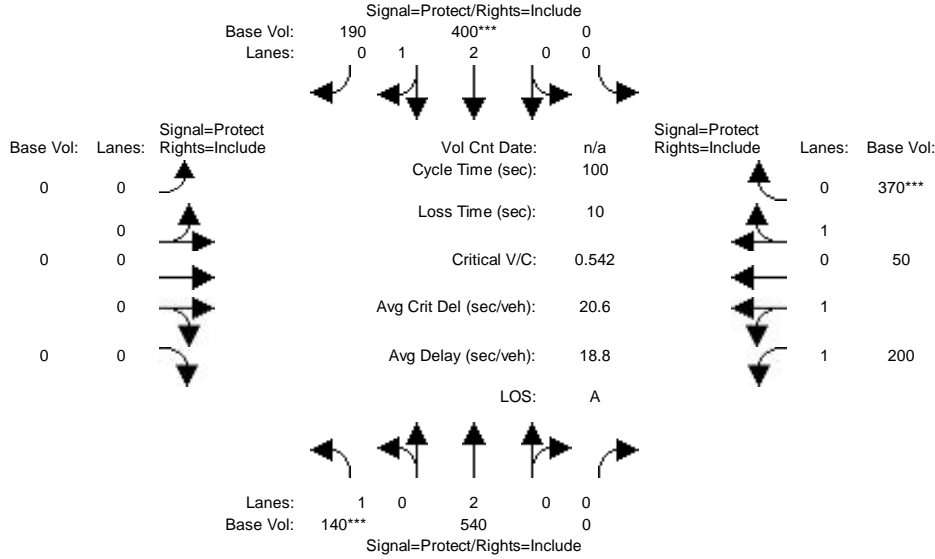 Signal=Protect/Rights=Include
Base Vol: 190 400*** 0
Lanes: 0 1 2 0 0
Signal=Protect
Base Vol: Lanes: Rights=Include
Vol Cnt Date: n/a
Signal=Protect
Rights=Include Lanes: Base Vol:
Cycle Time (sec): 100
0 0
0 370***
Loss Time (sec): 10
0
1
0 0
Critical V/C: 0.542
0 50
0
Avg Crit Del (sec/veh): 20.6
1
0 0
Avg Delay (sec/veh): 18.8
1 200
LOS: A
Lanes: 1 0 2 0 0
Base Vol: 140*** 540 0
Signal=Protect/Rights=Include